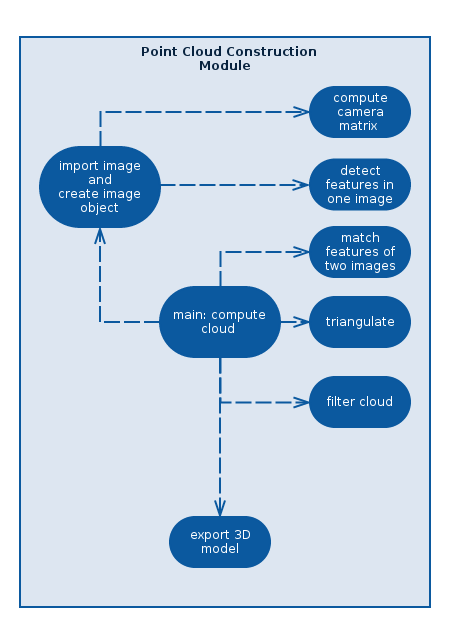 Point Cloud Construction
Module
compute
camera
matrix
import image
and
create image
object
detect
features in
one image
match
features of
two images
main: compute
cloud
triangulate
filter cloud
export 3D
model